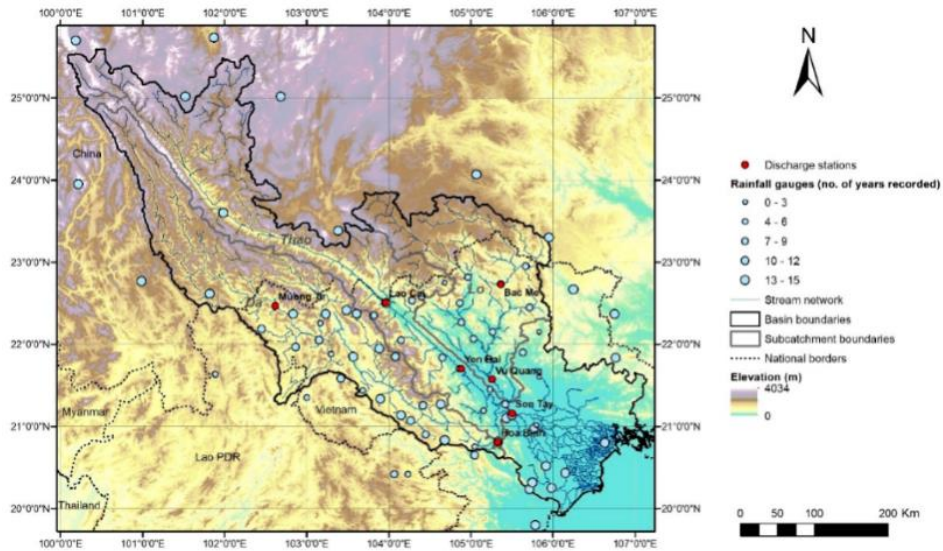 100°0'0"E 101°0'0"E 102°0'0"E 103°0'0"E 104°0'0"E 105°0'0"E 106°0'0"E 107°0'0"E
25°0'0"N
24°0'0"N
23°0'0"N
22°0'0"N
21°0'0"N
20°0'0"N
25°0'0"N
24°0'0"N
23°0'0"N
22°0'0"N
21°0'0"N
20°0'0"N
China
Thao
Da
Lo
Muong Te
Lao Cai
Bac Me
Yen Bai
Vu Quang
Son Tay
Hoa Binh
Vietnam
Myanmar
Lao PDR
Thailand
100°0'0"E 101°0'0"E 102°0'0"E 103°0'0"E 104°0'0"E 105°0'0"E 106°0'0"E 107°0'0"E
N
Discharge stations
Rainfall gauges (no. of years recorded)
0 - 3
4 - 6
7 - 9
10 - 12
13 - 15
Stream network
Basin boundaries
Subcatchment boundaries
National borders
Elevation (m)
4034
0
0 50 100 200 Km